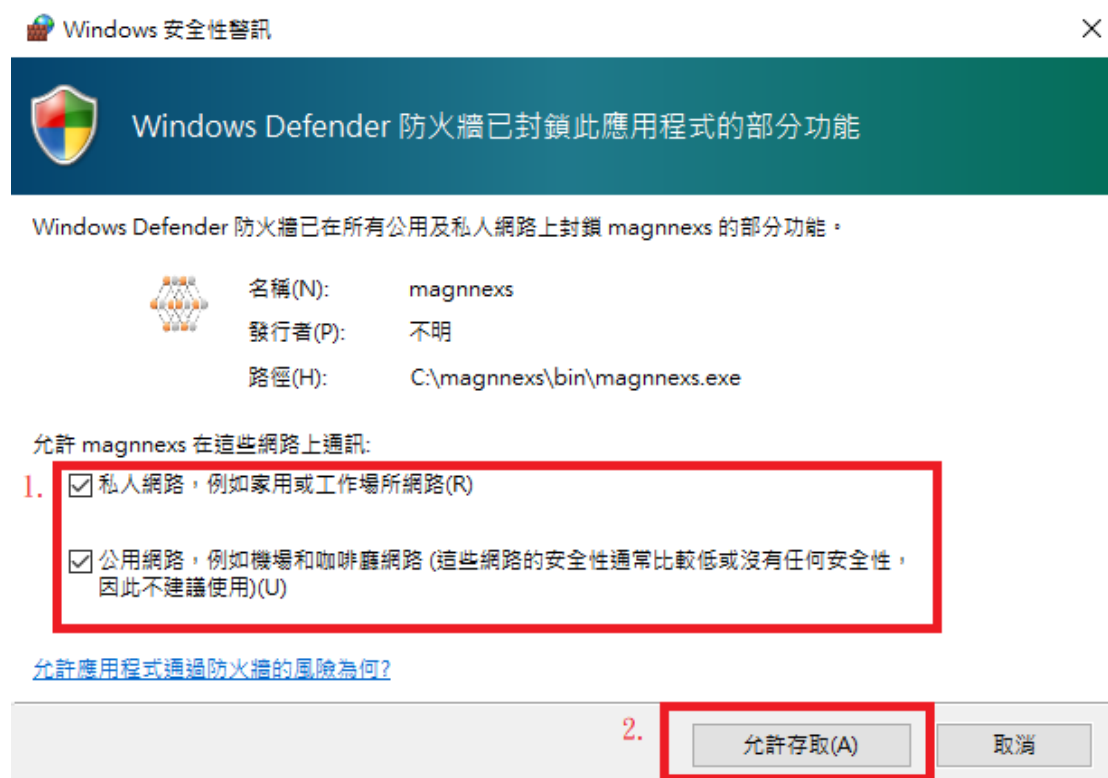 Windows 安全性警訊
Windows Defender 防火牆已封鎖此應用程式的部分功能
Windows Defender 防火牆已在所有公用及私人網路上封鎖 magnnexs 的部分功能。
名稱(N): magnnexs
發行者(P): 不明
路徑(H): C:\magnnexs\bin\magnnexs.exe
允許 magnnexs 在這些網路上通訊:
1. 私人網路，例如家用或工作場所網路(R)
公用網路，例如機場和咖啡廳網路 (這些網路的安全性通常比較低或沒有任何安全性，
因此不建議使用)(U)
允許應用程式通過防火牆的風險為何?
2. 允許存取(A) 取消